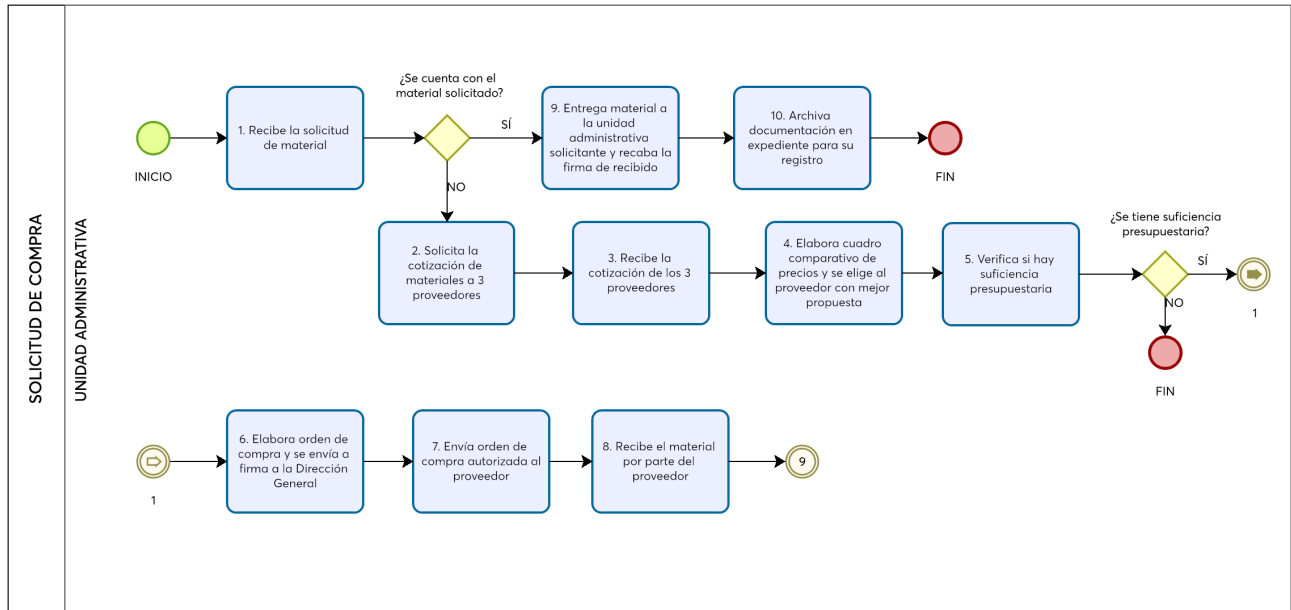 SOLICITUD DE COMPRA
UNIDAD ADMINISTRATIVA
INICIO
1. Recibe la solicitud
de material
¿Se cuenta con el
material solicitado?
SÍ
NO
9. Entrega material a
la unidad
administrativa
solicitante y recaba la
firma de recibido
10. Archiva
documentación en
expediente para su
registro
FIN
2. Solicita la
cotización de
materiales a 3
proveedores
3. Recibe la
cotización de los 3
proveedores
4. Elabora cuadro
comparativo de
precios y se elige al
proveedor con mejor
propuesta
5. Verifica si hay
suficiencia
presupuestaria
¿Se tiene suficiencia
presupuestaria?
SÍ
1
NO
FIN
1
6. Elabora orden de
compra y se envía a
firma a la Dirección
General
7. Envía orden de
compra autorizada al
proveedor
8. Recibe el material
por parte del
proveedor
9